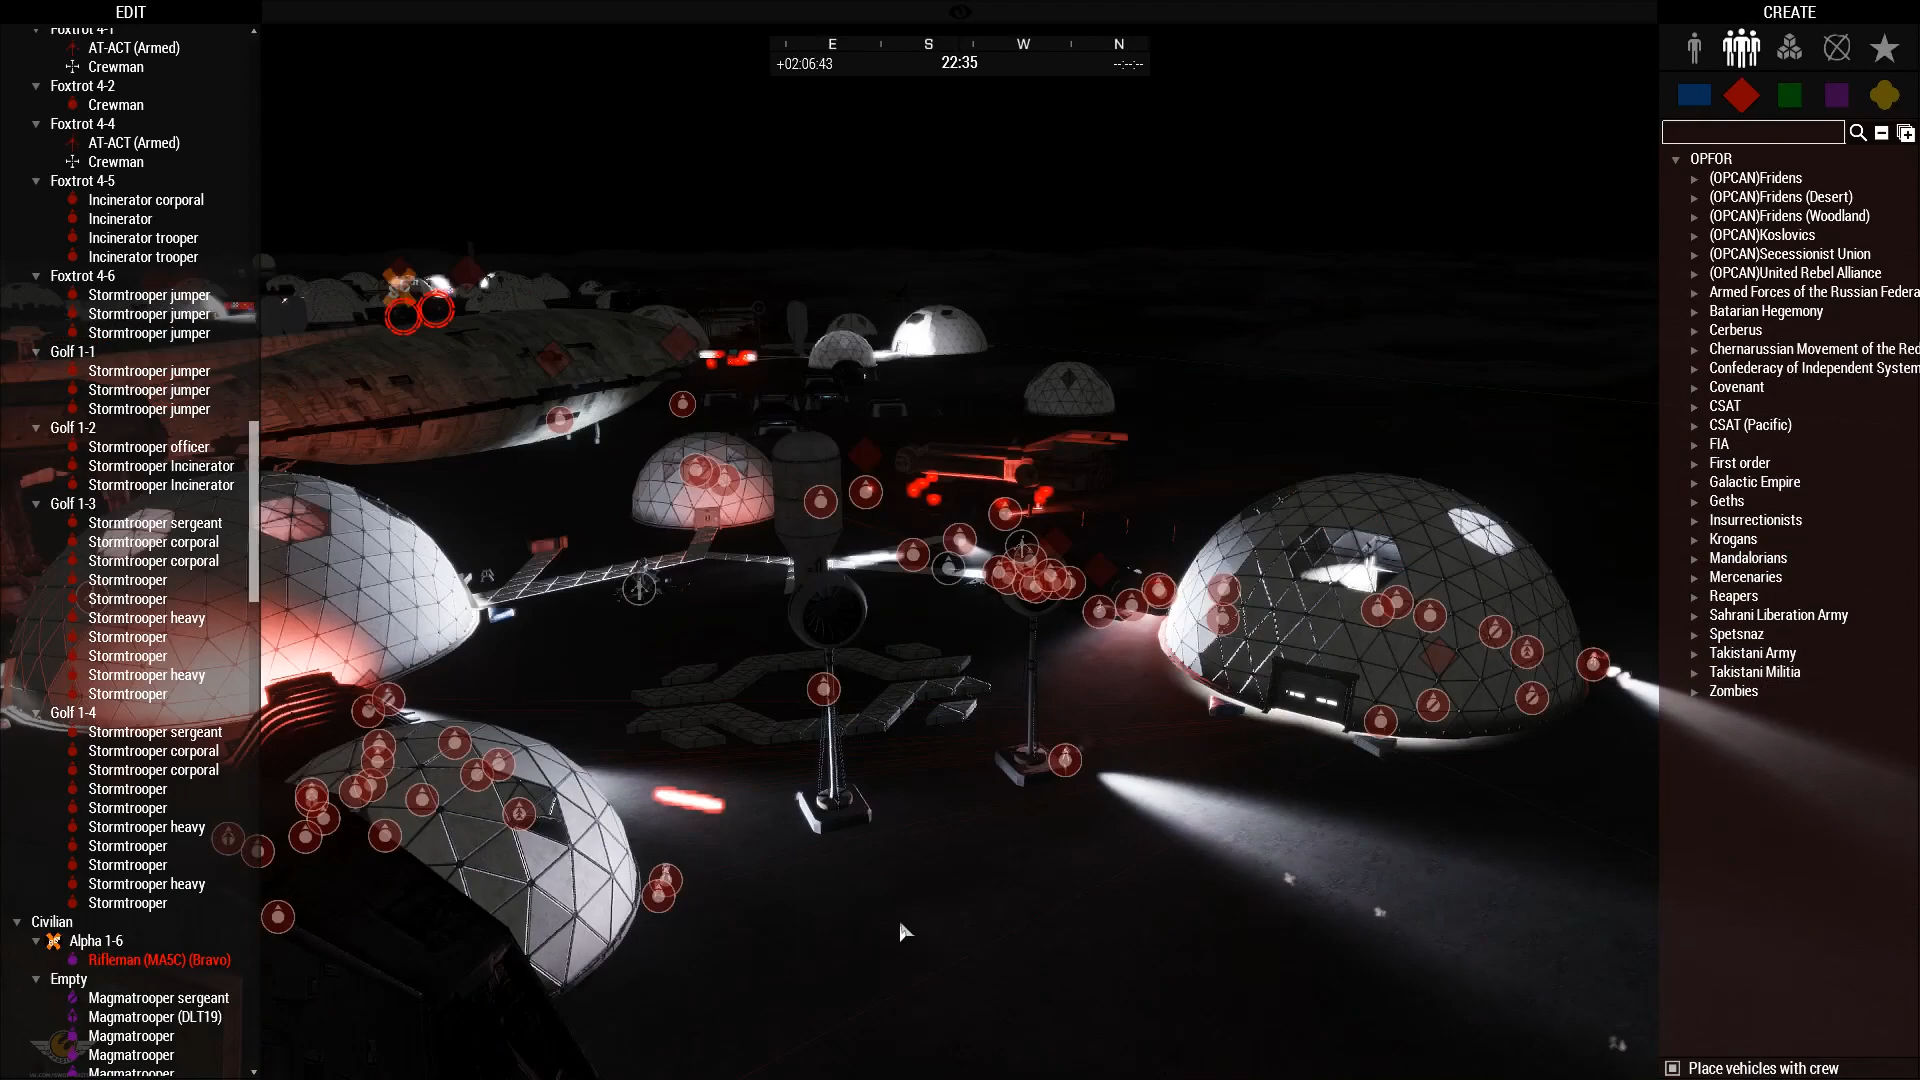 EDIT
Foxtrot 4-1
AT-ACT (Armed)
Crewman
Foxtrot 4-2
Crewman
Foxtrot 4-4
AT-ACT (Armed)
Crewman
Foxtrot 4-5
Incinerator corporal
Incinerator
Incinerator trooper
Incinerator trooper
Foxtrot 4-6
Stormtrooper jumper
Stormtrooper jumper
Stormtrooper jumper
Golf 1-1
Stormtrooper jumper
Stormtrooper jumper
Stormtrooper jumper
Golf 1-2
Stormtrooper officer
Stormtrooper Incinerator
Stormtrooper Incinerator
Golf 1-3
Stormtrooper sergeant
Stormtrooper corporal
Stormtrooper corporal
Stormtrooper
Stormtrooper
Stormtrooper heavy
Stormtrooper
Stormtrooper
Stormtrooper heavy
Stormtrooper
Golf 1-4
Stormtrooper sergeant
Stormtrooper corporal
Stormtrooper corporal
Stormtrooper
Stormtrooper
Stormtrooper heavy
Stormtrooper
Stormtrooper
Stormtrooper heavy
Stormtrooper
Civilian
Alpha 1-6
Rifleman (MA5C) (Bravo)
Empty
Magmatrooper sergeant
Magmatrooper (DLT19)
Magmatrooper
Magmatrooper
Magmatrooper
E S W N
+02:06:43 22:35 --:--:--
CREATE
OPFOR
(OPCAN)Fridens
(OPCAN)Fridens (Desert)
(OPCAN)Fridens (Woodland)
(OPCAN)Koslovics
(OPCAN)Secessionist Union
(OPCAN)United Rebel Alliance
Armed Forces of the Russian Federa
Batarian Hegemony
Cerberus
Chernarussian Movement of the Red
Confederacy of Independent System
Covenant
CSAT
CSAT (Pacific)
FIA
First order
Galactic Empire
Geths
Insurrectionists
Krogans
Mandalorians
Mercenaries
Reapers
Sahrani Liberation Army
Spetsnaz
Takistani Army
Takistani Militia
Zombies
Place vehicles with crew